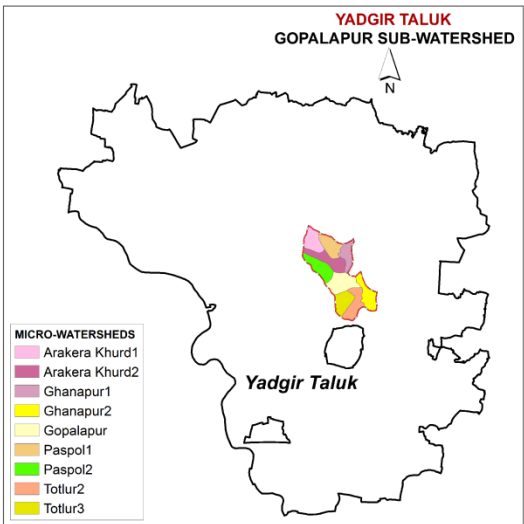 YADGIR TALUK
GOPALAPUR SUB-WATERSHED
N
Yadgir Taluk
MICRO-WATERSHEDS
Arakera Khurd1
Arakera Khurd2
Ghanapur1
Ghanapur2
Gopalapur
Paspol1
Paspol2
Totlur2
Totlur3